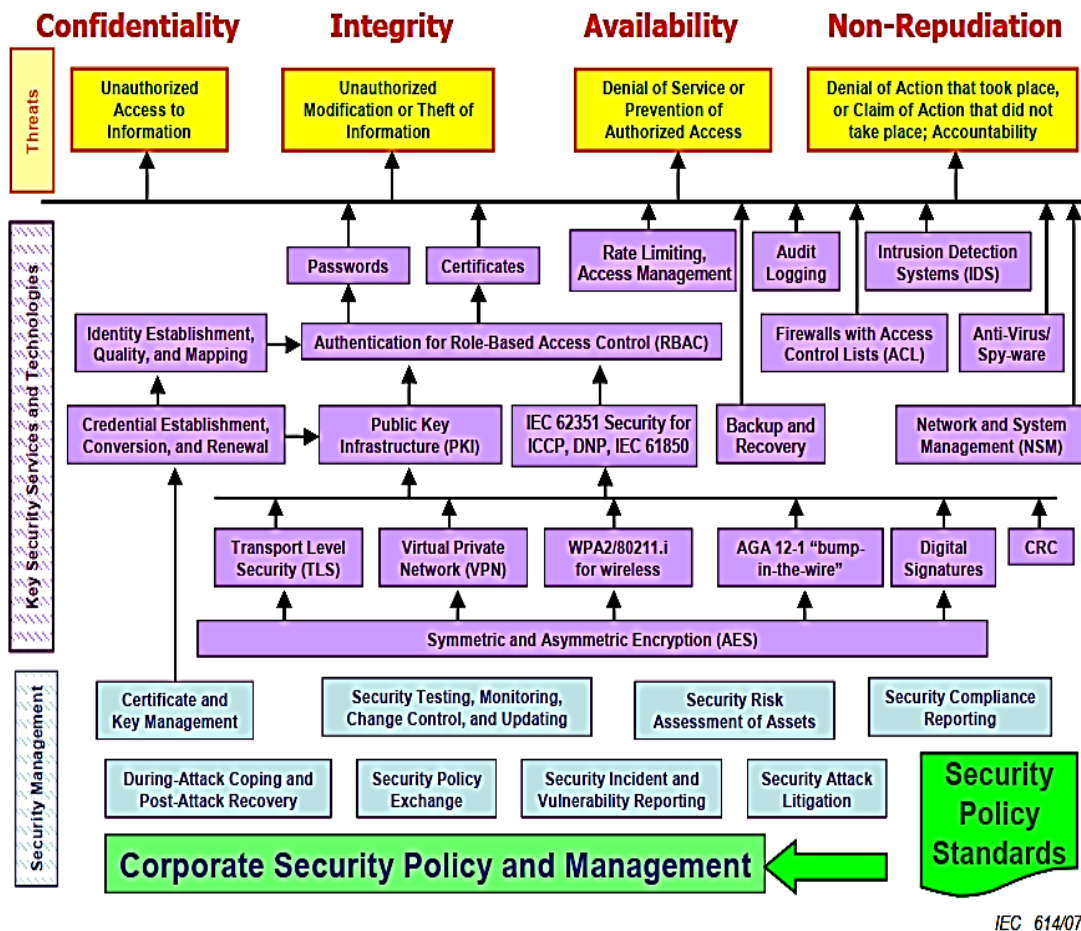 Confidentiality
Integrity
Availability
Non-Repudiation
Threats
Unauthorized
Access to
Information
Unauthorized
Modification or Theft of
Information
Denial of Service or
Prevention of
Authorized Access
Denial of Action that took place,
or Claim of Action that did not
take place; Accountability
Key Security Services and Technologies
Passwords
Certificates
Rate Limiting,
Access Management
Audit
Logging
Intrusion Detection
Systems (IDS)
Identity Establishment,
Quality, and Mapping
Authentication for Role-Based Access Control (RBAC)
Firewalls with Access
Control Lists (ACL)
Anti-Virus/
Spy-ware
Credential Establishment,
Conversion, and Renewal
Public Key
Infrastructure (PKI)
IEC 62351 Security for
ICCP, DNP, IEC 61850
Backup and
Recovery
Network and System
Management (NSM)
Transport Level
Security (TLS)
Virtual Private
Network (VPN)
WPA2/80211.i
for wireless
AGA 12-1 “bump-
in-the-wire”
Digital
Signatures
CRC
Symmetric and Asymmetric Encryption (AES)
Security Management
Certificate and
Key Management
Security Testing, Monitoring,
Change Control, and Updating
Security Risk
Assessment of Assets
Security Compliance
Reporting
During-Attack Coping and
Post-Attack Recovery
Security Policy
Exchange
Security Incident and
Vulnerability Reporting
Security Attack
Litigation
Security
Policy
Standards
Corporate Security Policy and Management
IEC 614/07